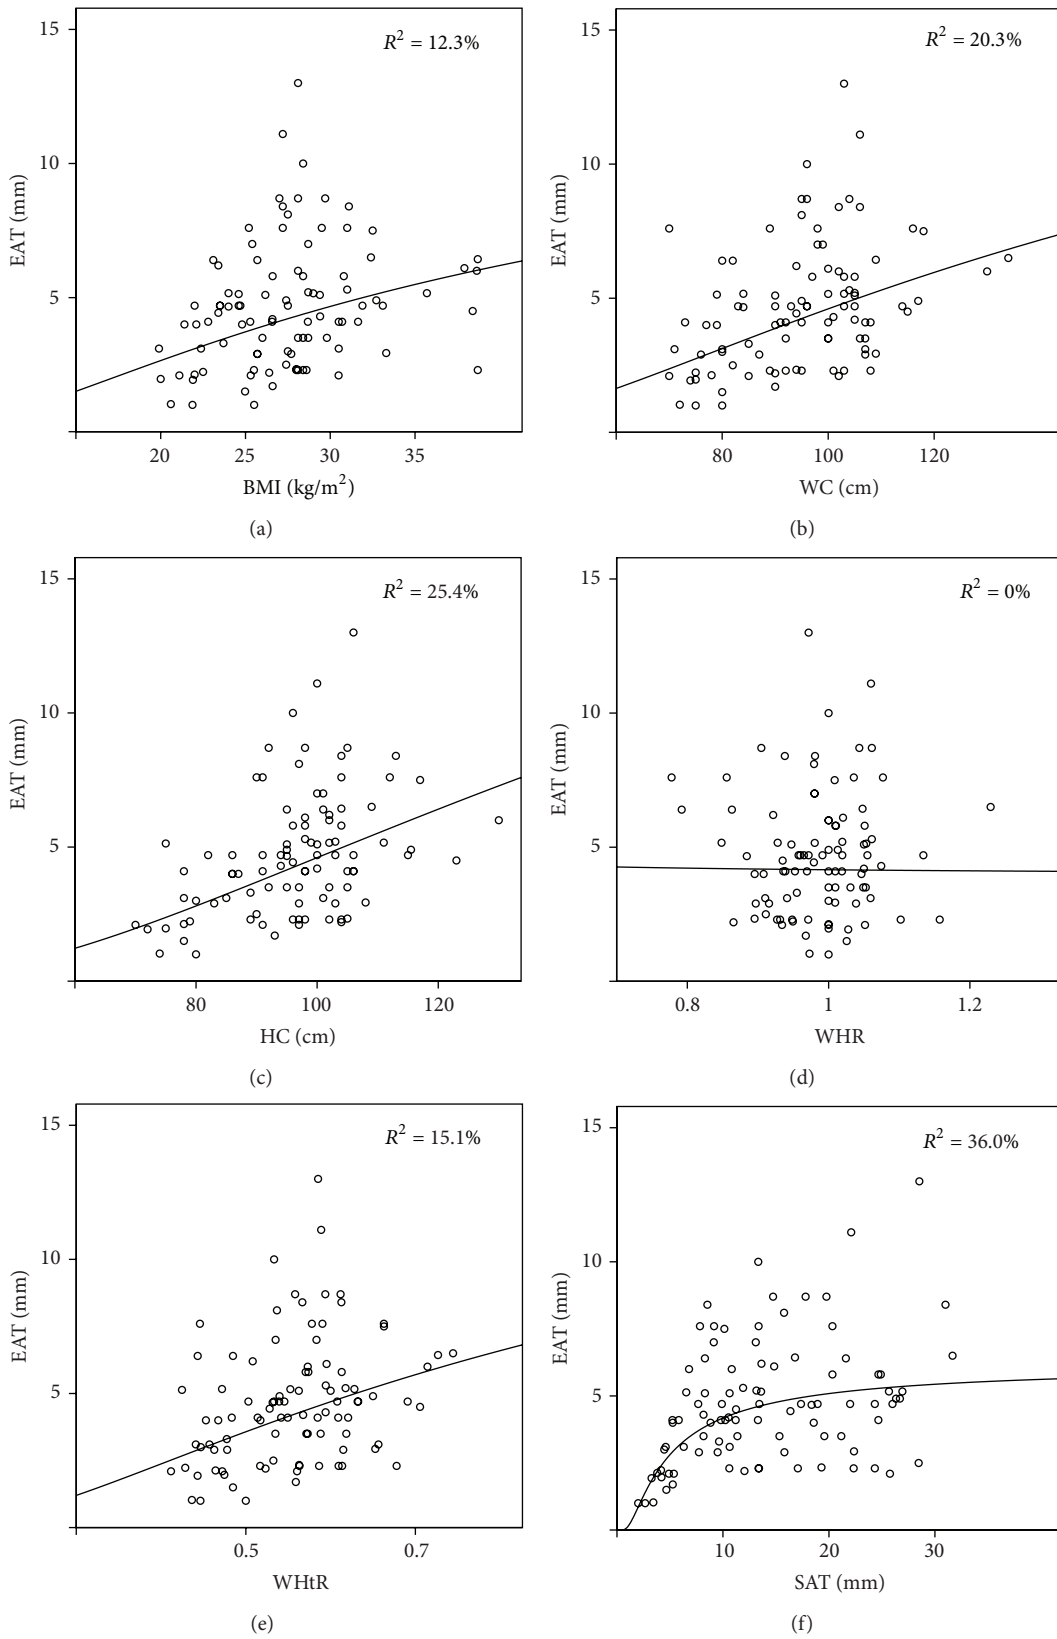 15
R² = 12.3%
10
EAT (mm)
5
20 25 30 35
BMI (kg/m²)
(a)
15
R² = 20.3%
10
EAT (mm)
5
80 100 120
WC (cm)
(b)
15
R² = 25.4%
10
EAT (mm)
5
80 100 120
HC (cm)
(c)
15
R² = 0%
10
EAT (mm)
5
0.8 1 1.2
WHR
(d)
15
R² = 15.1%
10
EAT (mm)
5
0.5 0.7
WHtR
(e)
15
R² = 36.0%
10
EAT (mm)
5
10 20 30
SAT (mm)
(f)